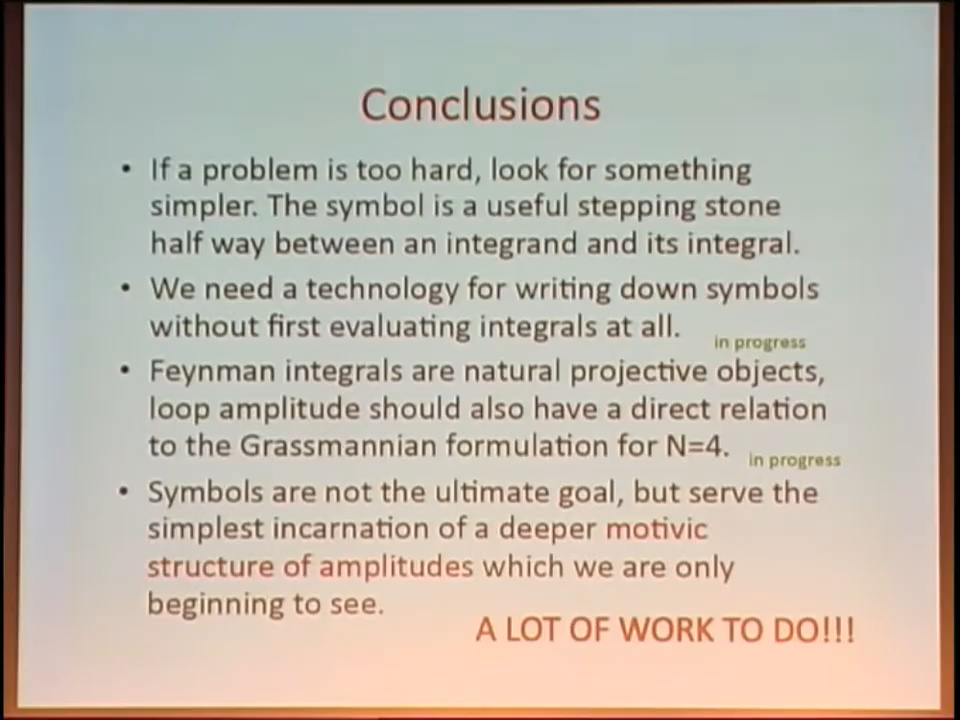 Conclusions
• If a problem is too hard, look for something
simpler. The symbol is a useful stepping stone
half way between an integrand and its integral.
• We need a technology for writing down symbols
without first evaluating integrals at all.
in progress
• Feynman integrals are natural projective objects,
loop amplitude should also have a direct relation
to the Grassmannian formulation for N=4.
in progress
• Symbols are not the ultimate goal, but serve the
simplest incarnation of a deeper motivic
structure of amplitudes which we are only
beginning to see.
A LOT OF WORK TO DO!!!